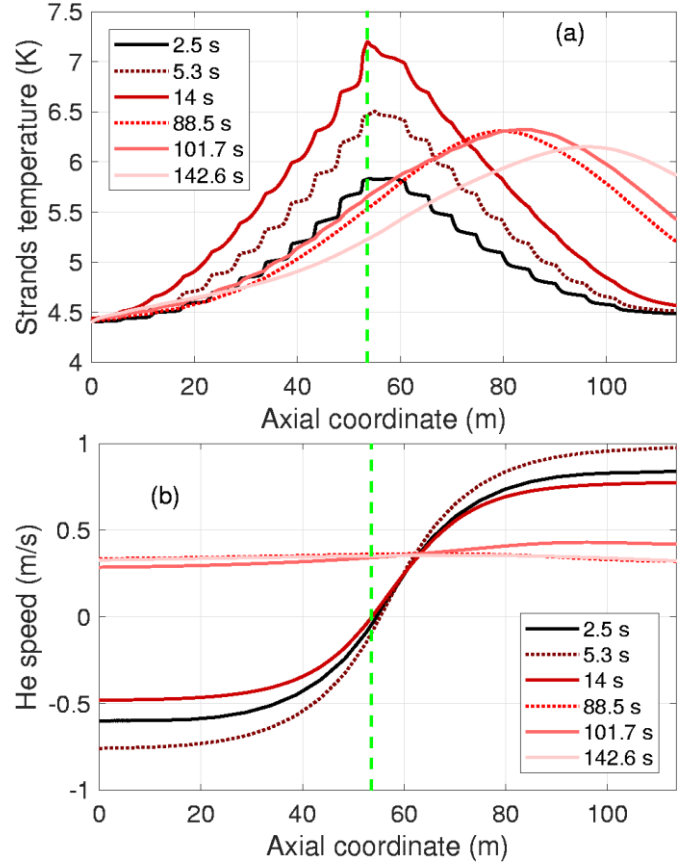 7.5
7
6.5
6
5.5
5
4.5
4
Strands temperature (K)
(a)
2.5 s
5.3 s
14 s
88.5 s
101.7 s
142.6 s
0 20 40 60 80 100
Axial coordinate (m)
1
0.5
0
-0.5
-1
He speed (m/s)
(b)
2.5 s
5.3 s
14 s
88.5 s
101.7 s
142.6 s
0 20 40 60 80 100
Axial coordinate (m)